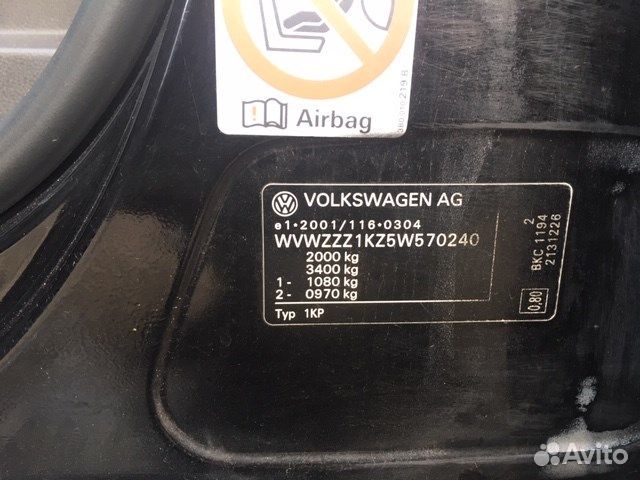 Airbag
VOLKSWAGEN AG
e1*2001/116*0304
WVWZZZ1KZ5W570240
2000 kg
3400 kg
1- 1080 kg
2- 0970 kg
Typ 1KP
2
BKC 1194
2131226
0,80
Avito